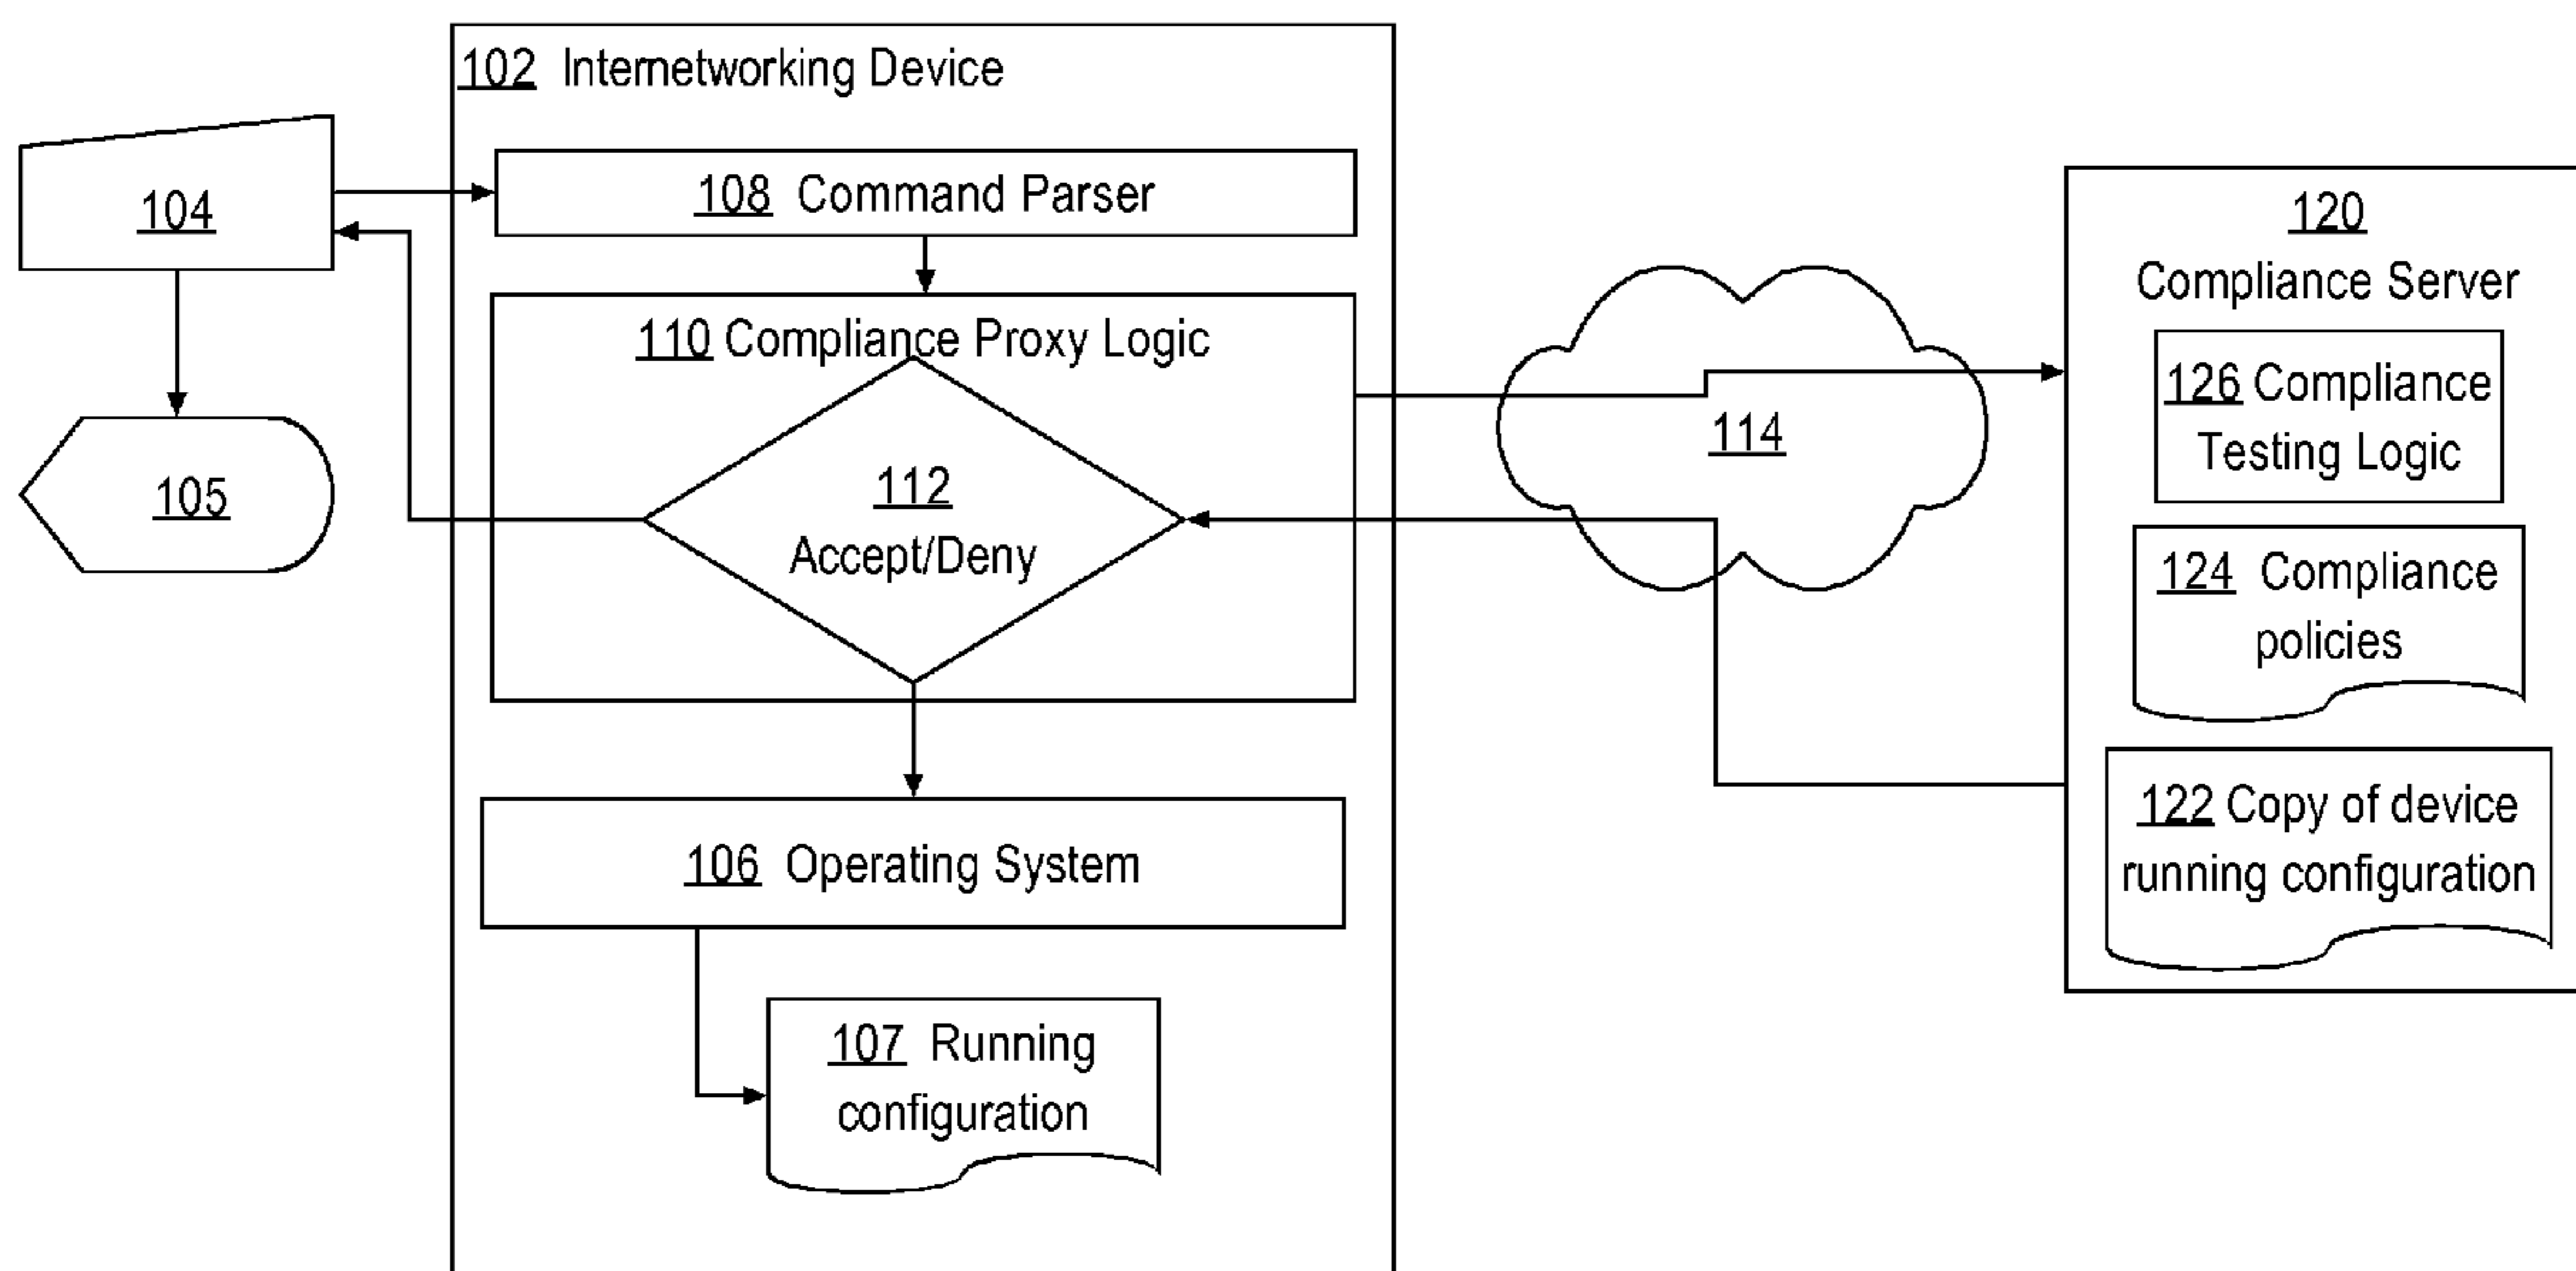 102 Internetworking Device
104
108 Command Parser
110 Compliance Proxy Logic
112
Accept/Deny
105
106 Operating System
107 Running
configuration
114
120
Compliance Server
126 Compliance
Testing Logic
124 Compliance
policies
122 Copy of device
running configuration